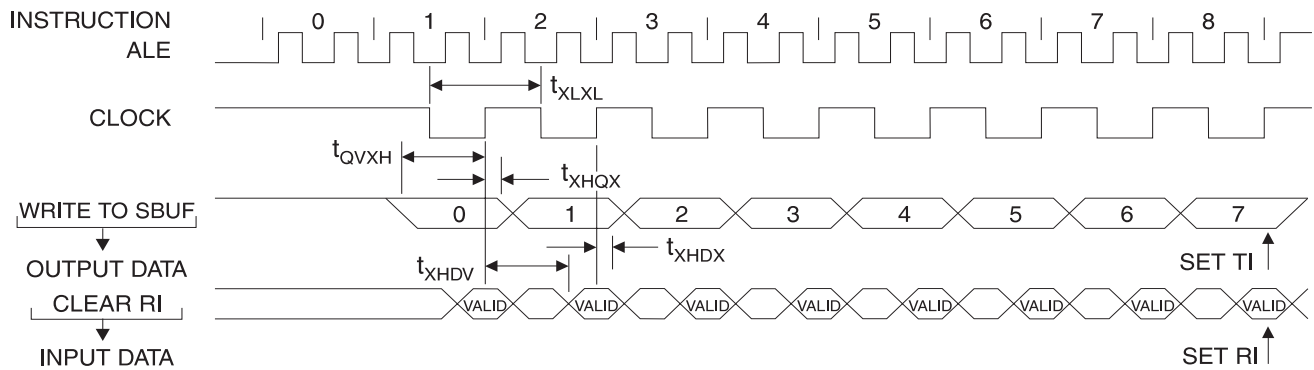 INSTRUCTION 0 1 2 3 4 5 6 7 8
ALE
tXLXL
CLOCK
tQVXH
tXHQX
WRITE TO SBUF 0 1 2 3 4 5 6 7
tXHDX
OUTPUT DATA tXHDV SET TI
CLEAR RI VALID VALID VALID VALID VALID VALID VALID VALID
INPUT DATA SET RI